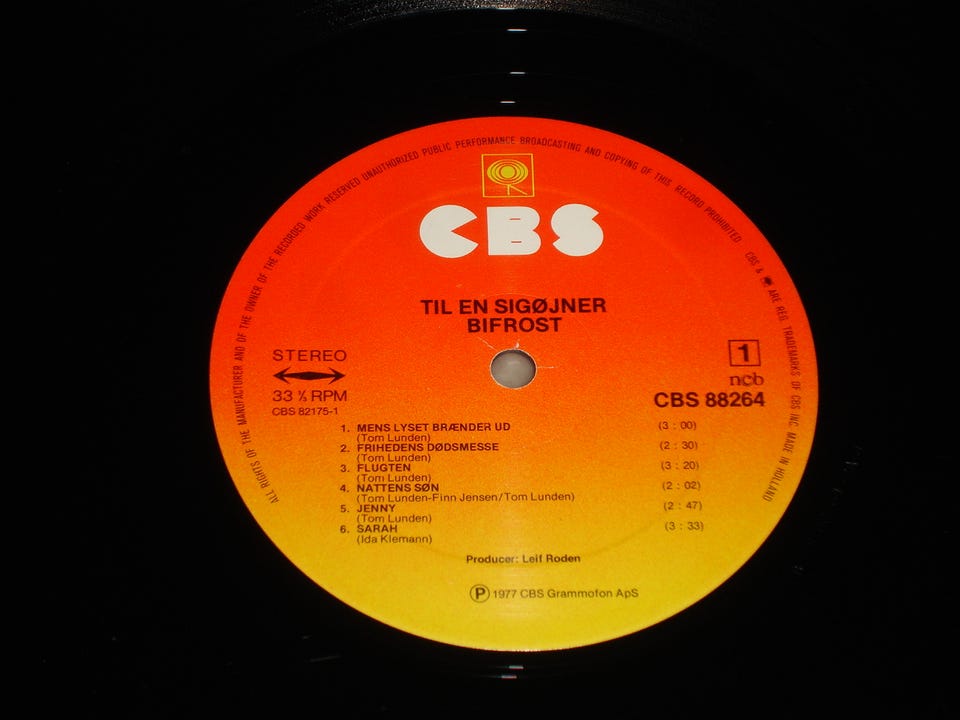 ALL RIGHTS OF THE MANUFACTURER AND OF THE OWNER OF THE RECORDED WORK RESERVED UNAUTHORIZED PUBLIC PERFORMANCE BROADCASTING AND COPYING OF THIS RECORD PROHIBITED CBS & ARE REG. TRADEMARKS OF CBS INC. MADE IN HOLLAND
CBS
TIL EN SIGØJNER
BIFROST
STEREO
33 ⅓ RPM
CBS 82175-1
1
ncb
CBS 88264
1. MENS LYSET BRÆNDER UD (3 : 00)
(Tom Lunden)
2. FRIHEDENS DØDSMESSE (2 : 30)
(Tom Lunden)
3. FLUGTEN (3 : 20)
(Tom Lunden)
4. NATTENS SØN (2 : 02)
(Tom Lunden-Finn Jensen/Tom Lunden)
5. JENNY (2 : 47)
(Tom Lunden)
6. SARAH (3 : 33)
(Ida Klemann)
Producer: Leif Roden
Ⓟ 1977 CBS Grammofon ApS